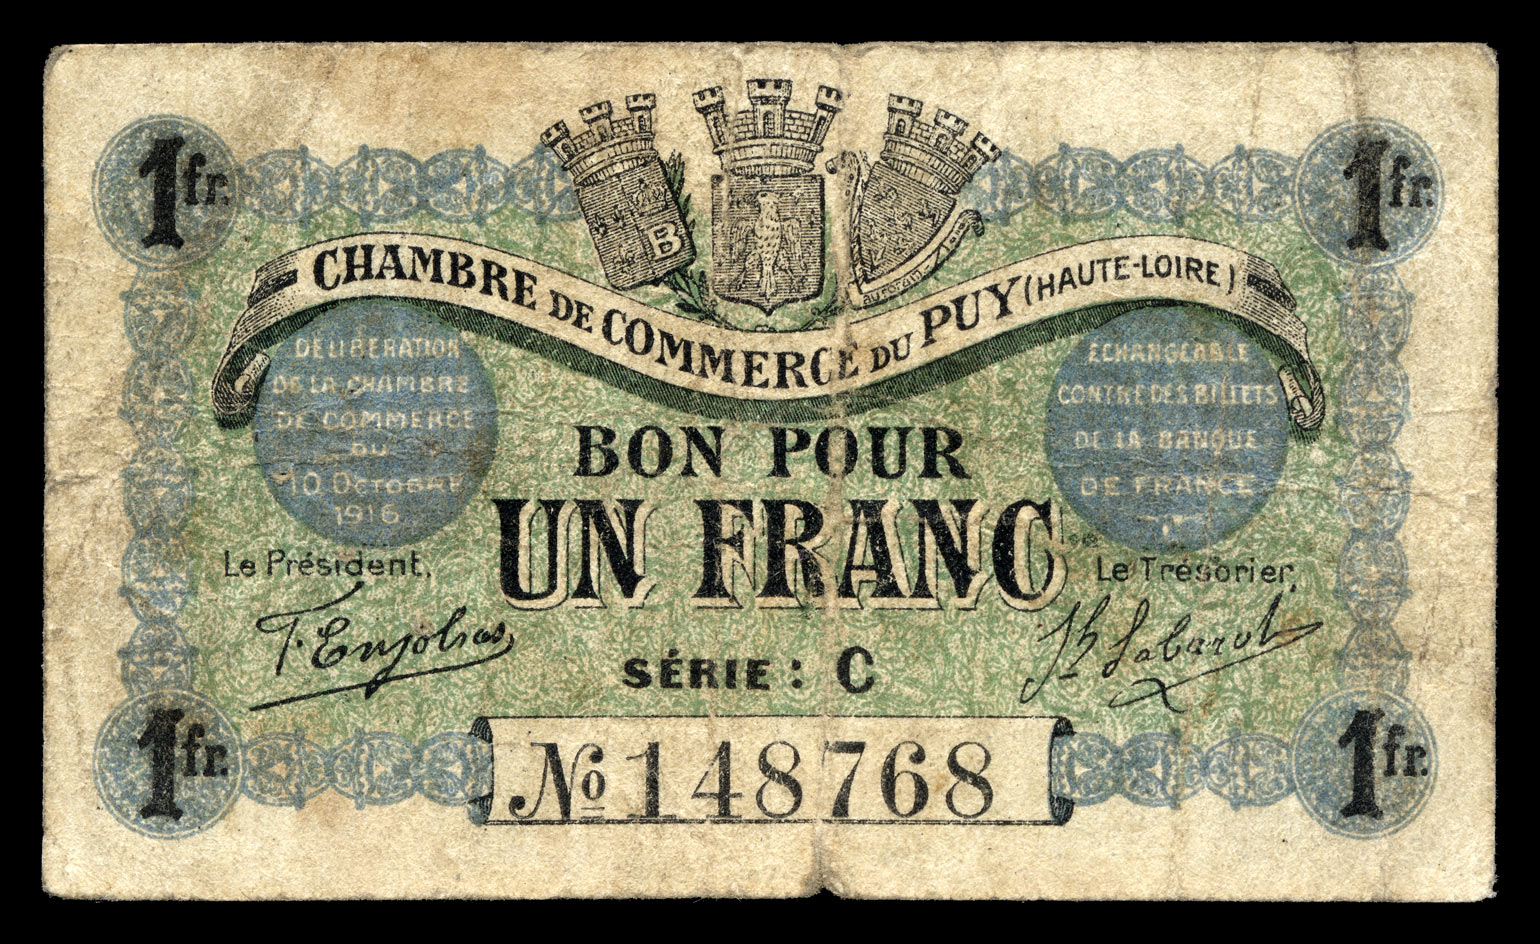 1fr.
1fr.
B
CHAMBRE DE COMMERCE DU PUY (HAUTE-LOIRE)
DÉLIBÉRATION
DE LA CHAMBRE
DE COMMERCE
DU
10 OCTOBRE
1916
ÉCHANGEABLE
CONTRE DES BILLETS
DE LA BANQUE
DE FRANCE
BON POUR
UN FRANC
Le Président,
Le Trésorier,
T. Enjolras
SÉRIE : C
1fr.
No 148768
1fr.